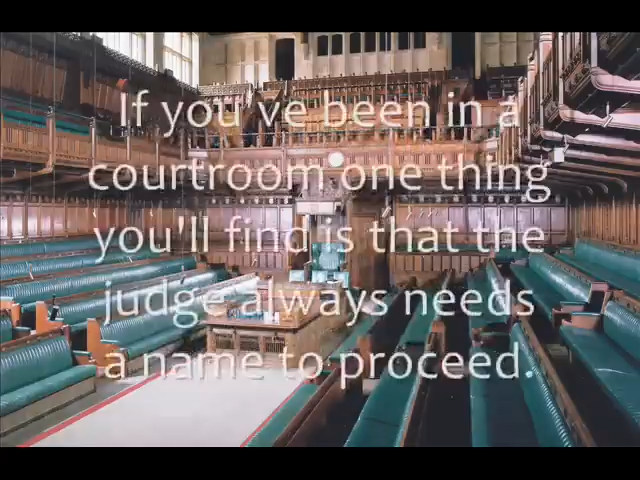 If you've been in a
courtroom one thing
you'll find is that the
judge always needs
a name to proceed.